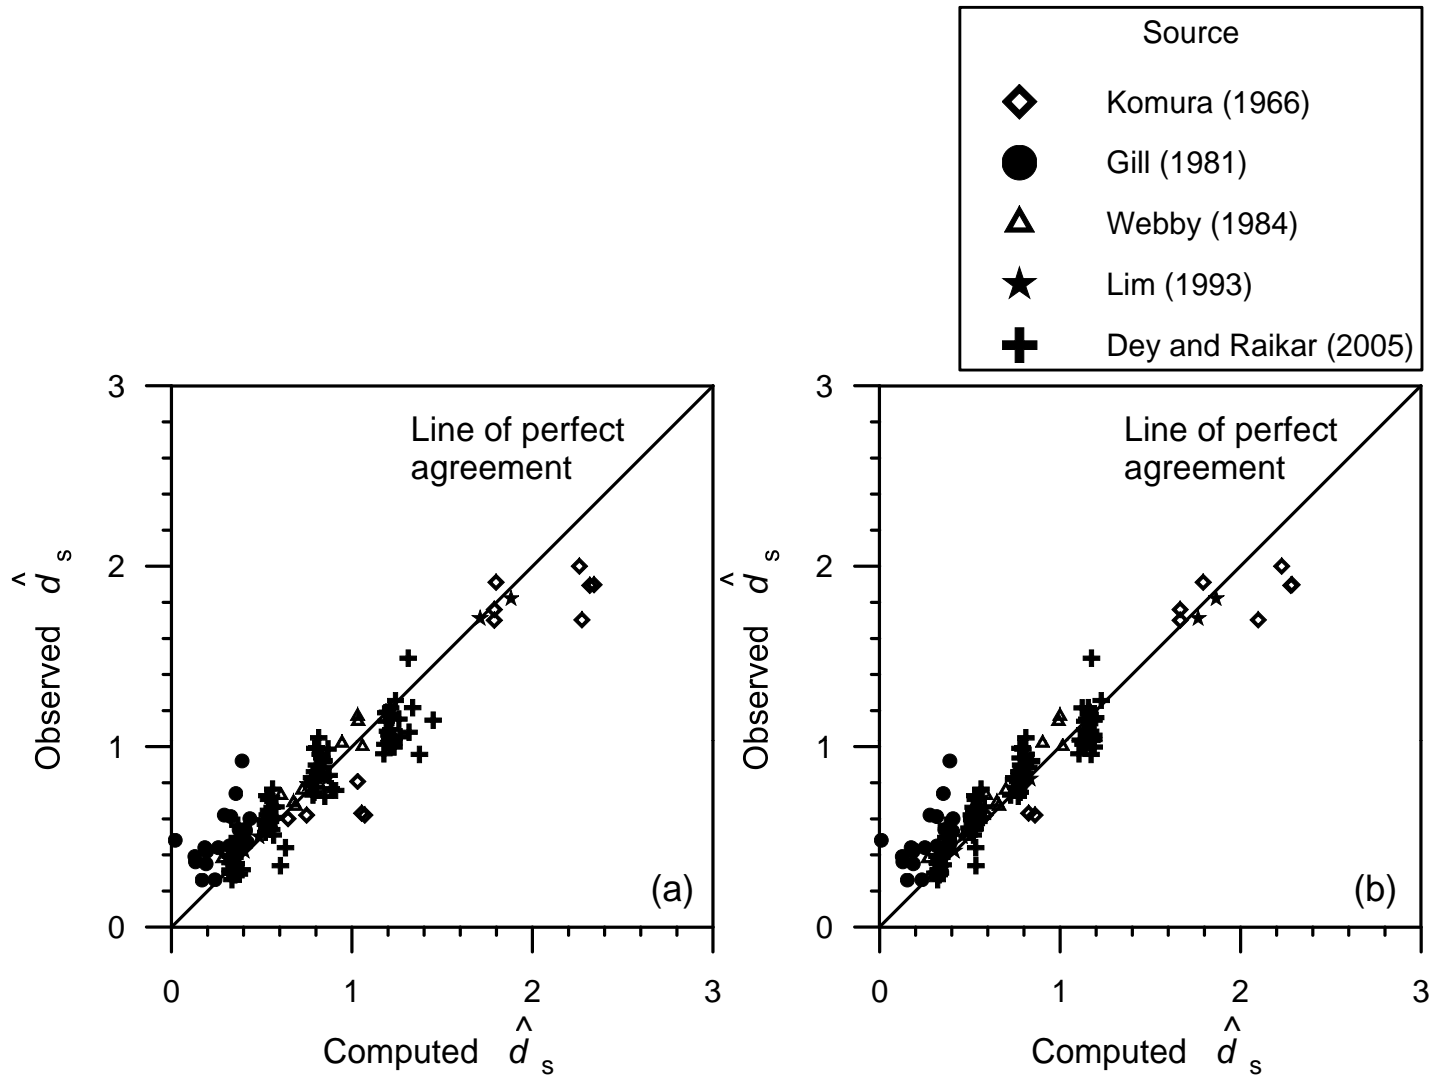 Source
Komura (1966)
Gill (1981)
Webby (1984)
Lim (1993)
Dey and Raikar (2005)
3
2
1
0
0
1
2
3
Line of perfect
agreement
(a)
Observed d̂ s
Computed d̂ s
3
2
1
0
0
1
2
3
Line of perfect
agreement
(b)
Observed d̂ s
Computed d̂ s